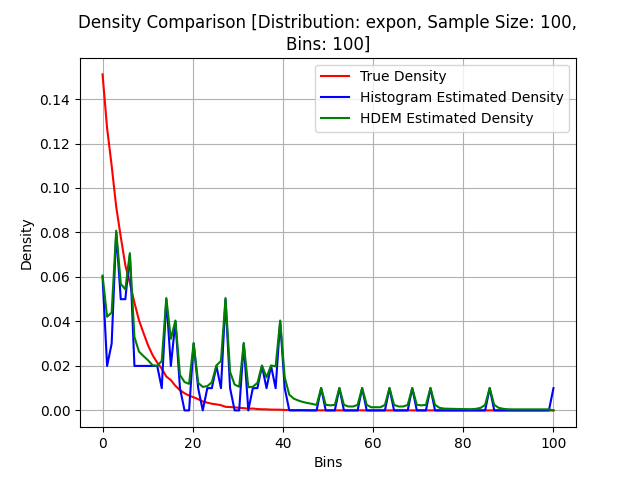 Density Comparison [Distribution: expon, Sample Size: 100,
Bins: 100]
True Density
Histogram Estimated Density
HDEM Estimated Density
Density
0.14
0.12
0.10
0.08
0.06
0.04
0.02
0.00
0 20 40 60 80 100
Bins